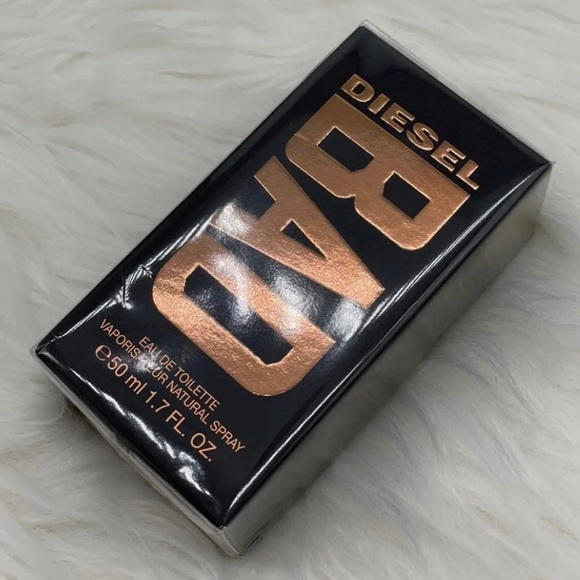 DIESEL
BAD
EAU DE TOILETTE
VAPORISATEUR NATURAL SPRAY
℮50 ml 1.7 FL. OZ.